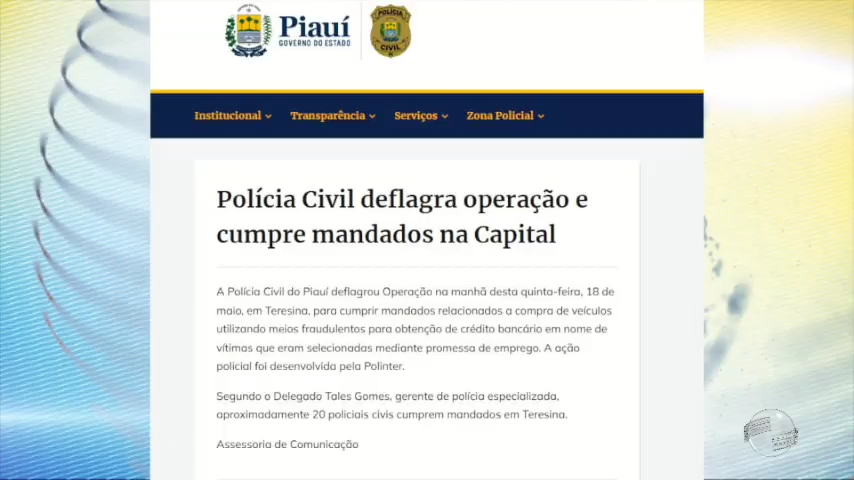 Piauí
GOVERNO DO ESTADO
POLÍCIA
CIVIL
Institucional Transparência Serviços Zona Policial
Polícia Civil deflagra operação e
cumpre mandados na Capital
A Polícia Civil do Piauí deflagrou Operação na manhã desta quinta-feira, 18 de
maio, em Teresina, para cumprir mandados relacionados a compra de veículos
utilizando meios fraudulentos para obtenção de crédito bancário em nome de
vítimas que eram selecionadas mediante promessa de emprego. A ação
policial foi desenvolvida pela Polinter.
Segundo o Delegado Tales Gomes, gerente de polícia especializada,
aproximadamente 20 policiais civis cumprem mandados em Teresina.
Assessoria de Comunicação